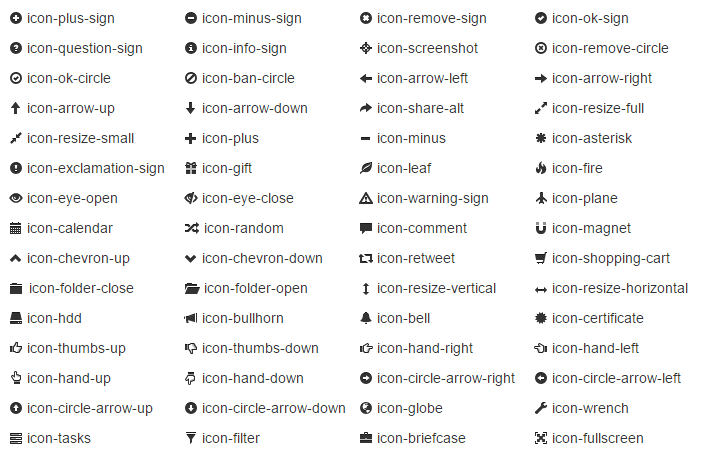 icon-plus-sign icon-minus-sign icon-remove-sign icon-ok-sign
icon-question-sign icon-info-sign icon-screenshot icon-remove-circle
icon-ok-circle icon-ban-circle icon-arrow-left icon-arrow-right
icon-arrow-up icon-arrow-down icon-share-alt icon-resize-full
icon-resize-small icon-plus icon-minus icon-asterisk
icon-exclamation-sign icon-gift icon-leaf icon-fire
icon-eye-open icon-eye-close icon-warning-sign icon-plane
icon-calendar icon-random icon-comment icon-magnet
icon-chevron-up icon-chevron-down icon-retweet icon-shopping-cart
icon-folder-close icon-folder-open icon-resize-vertical icon-resize-horizontal
icon-hdd icon-bullhorn icon-bell icon-certificate
icon-thumbs-up icon-thumbs-down icon-hand-right icon-hand-left
icon-hand-up icon-hand-down icon-circle-arrow-right icon-circle-arrow-left
icon-circle-arrow-up icon-circle-arrow-down icon-globe icon-wrench
icon-tasks icon-filter icon-briefcase icon-fullscreen